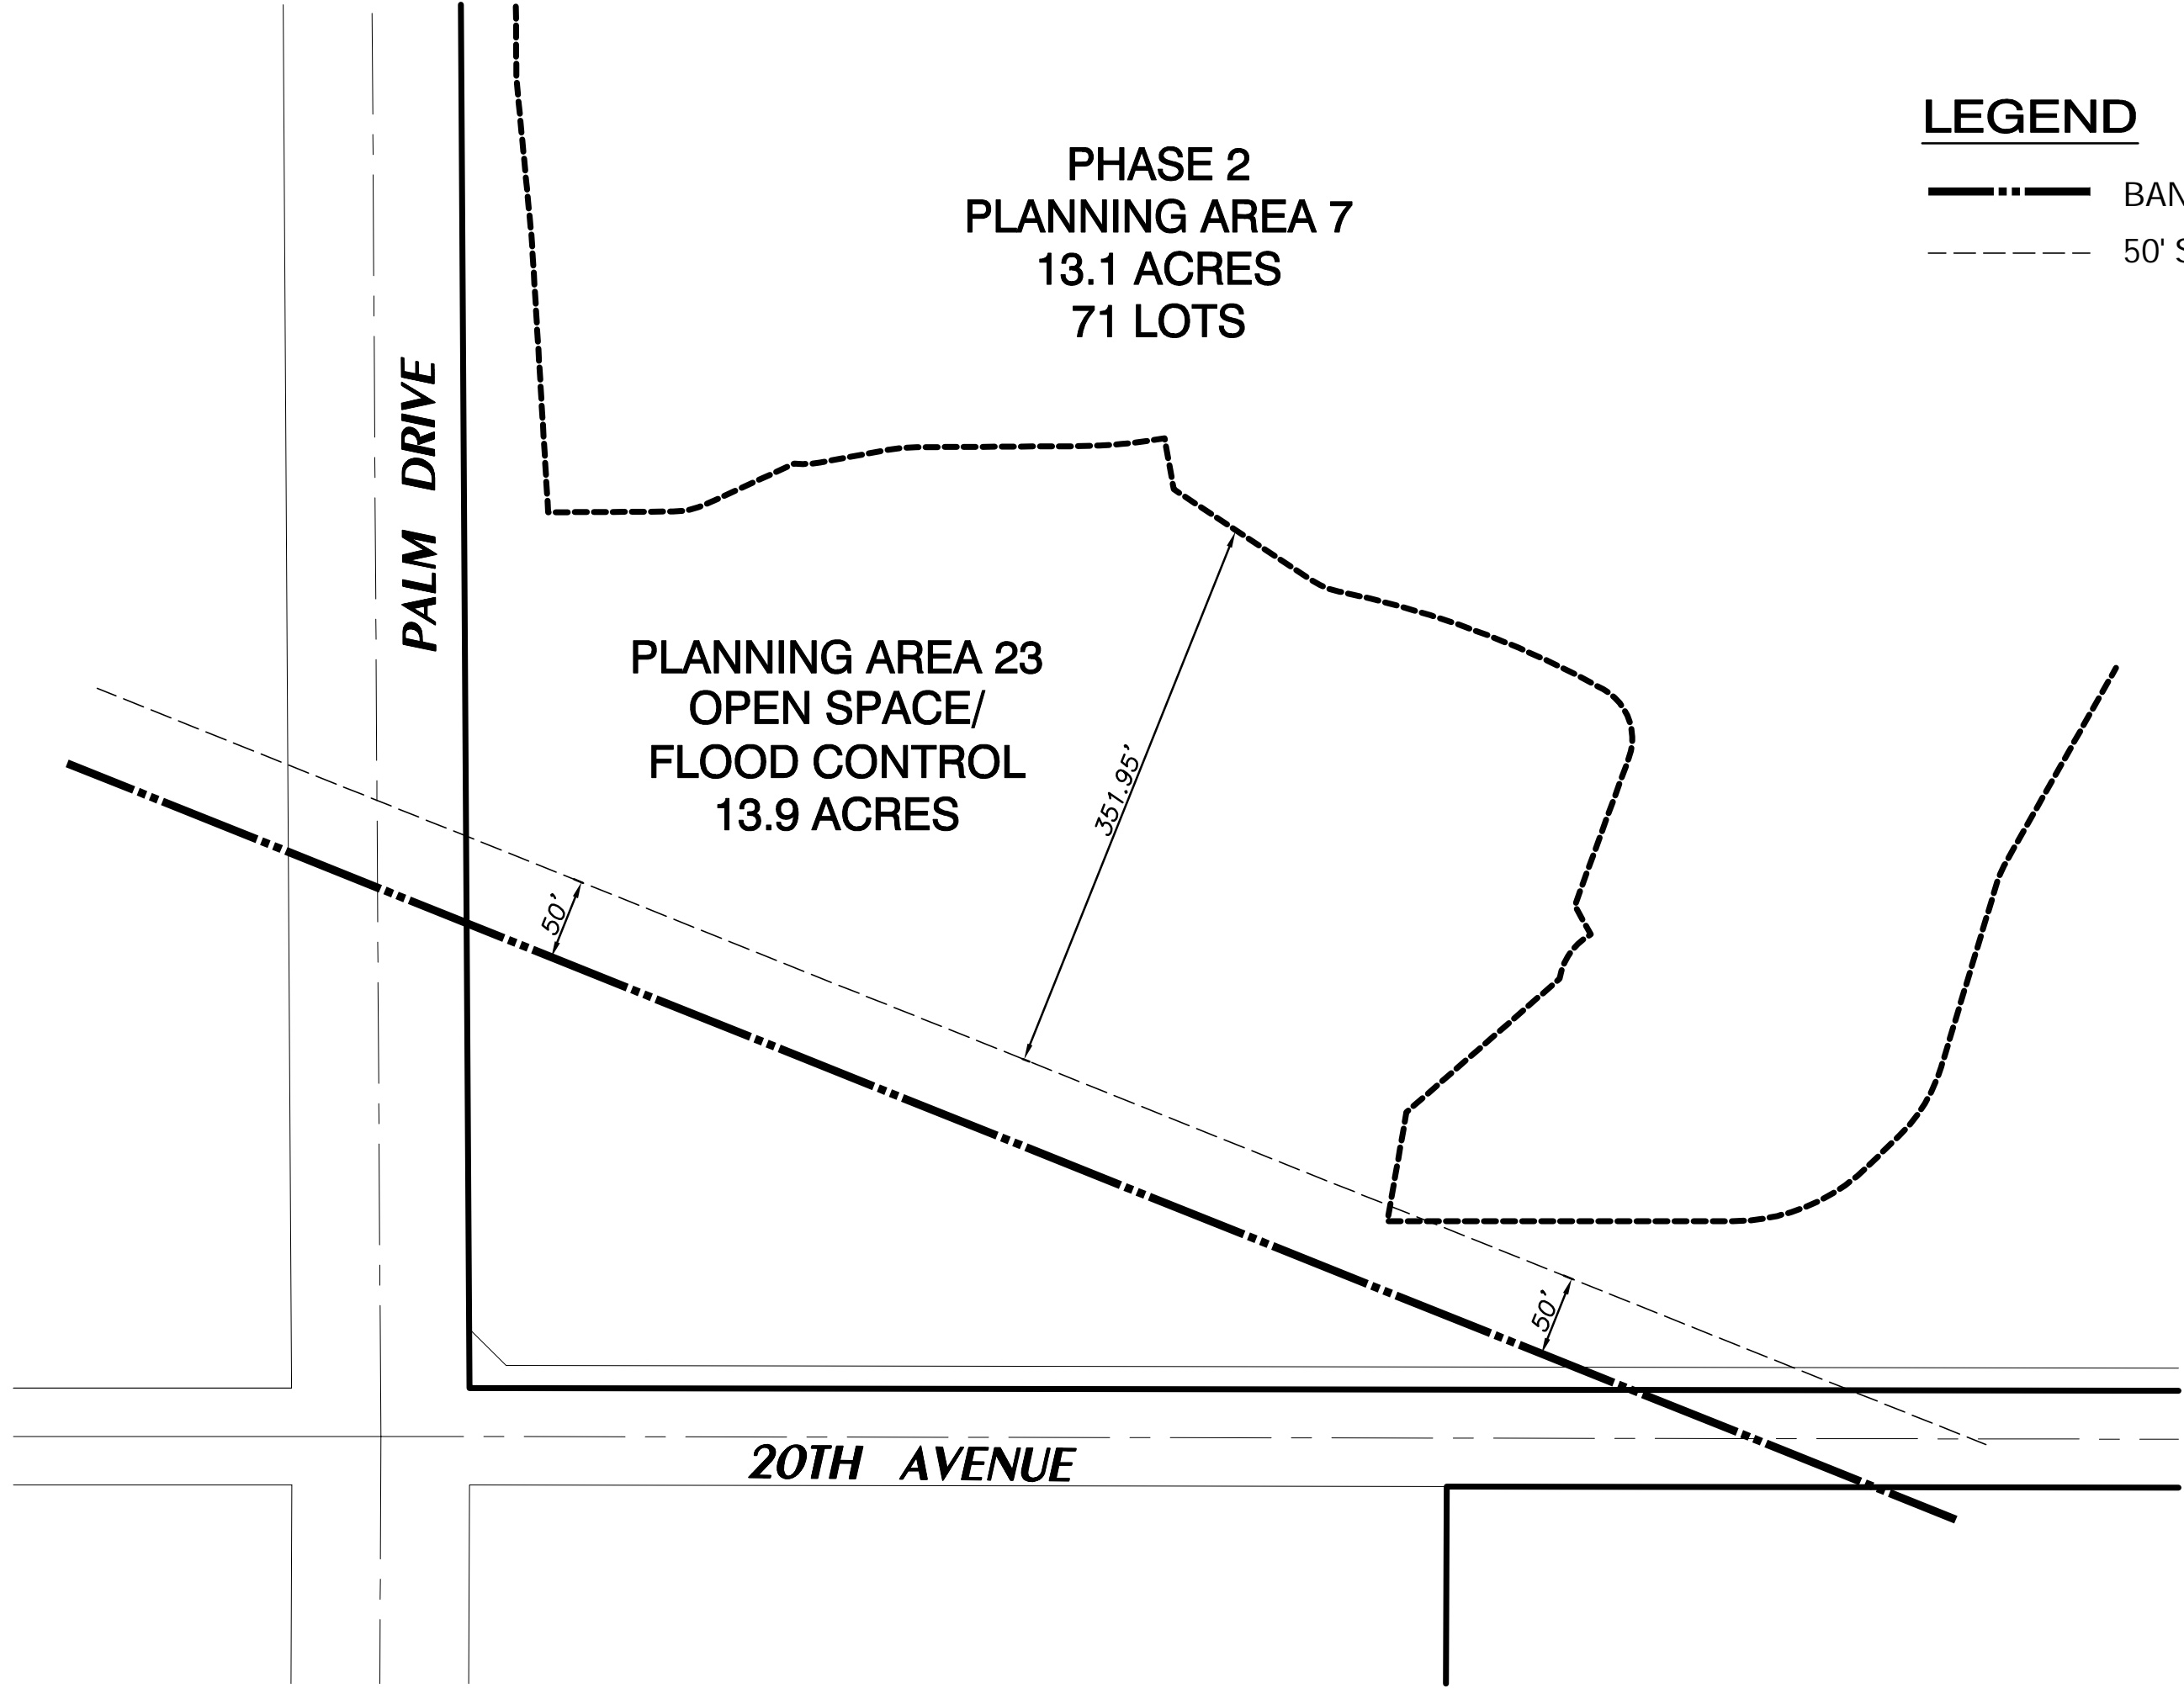 LEGEND
BAN
50' S
PHASE 2
PLANNING AREA 7
13.1 ACRES
71 LOTS
PALM DRIVE
PLANNING AREA 23
OPEN SPACE/
FLOOD CONTROL
13.9 ACRES
351.95'
50'
50'
20TH AVENUE